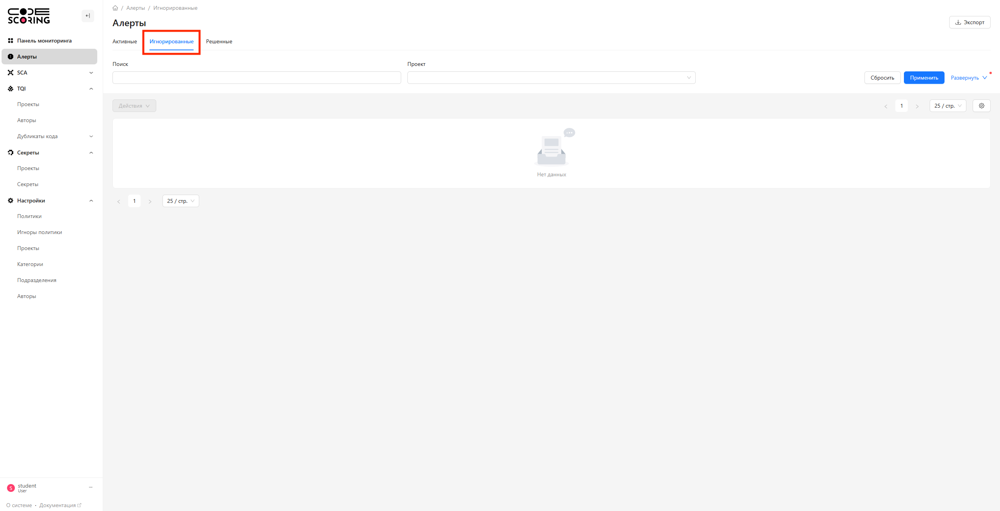 CODE
SCORING
Панель мониторинга
Алерты
SCA
TQI
Проекты
Авторы
Дубликаты кода
Секреты
Проекты
Секреты
Настройки
Политики
Игноры политики
Проекты
Категории
Подразделения
Авторы
S
student
User
О системе · Документация
/ Алерты / Игнорированные
Алерты
Экспорт
Активные Игнорированные Решенные
Поиск
Проект
Сбросить Применить Развернуть
Действия
< 1 > 25 / стр.
Нет данных
< 1 > 25 / стр.